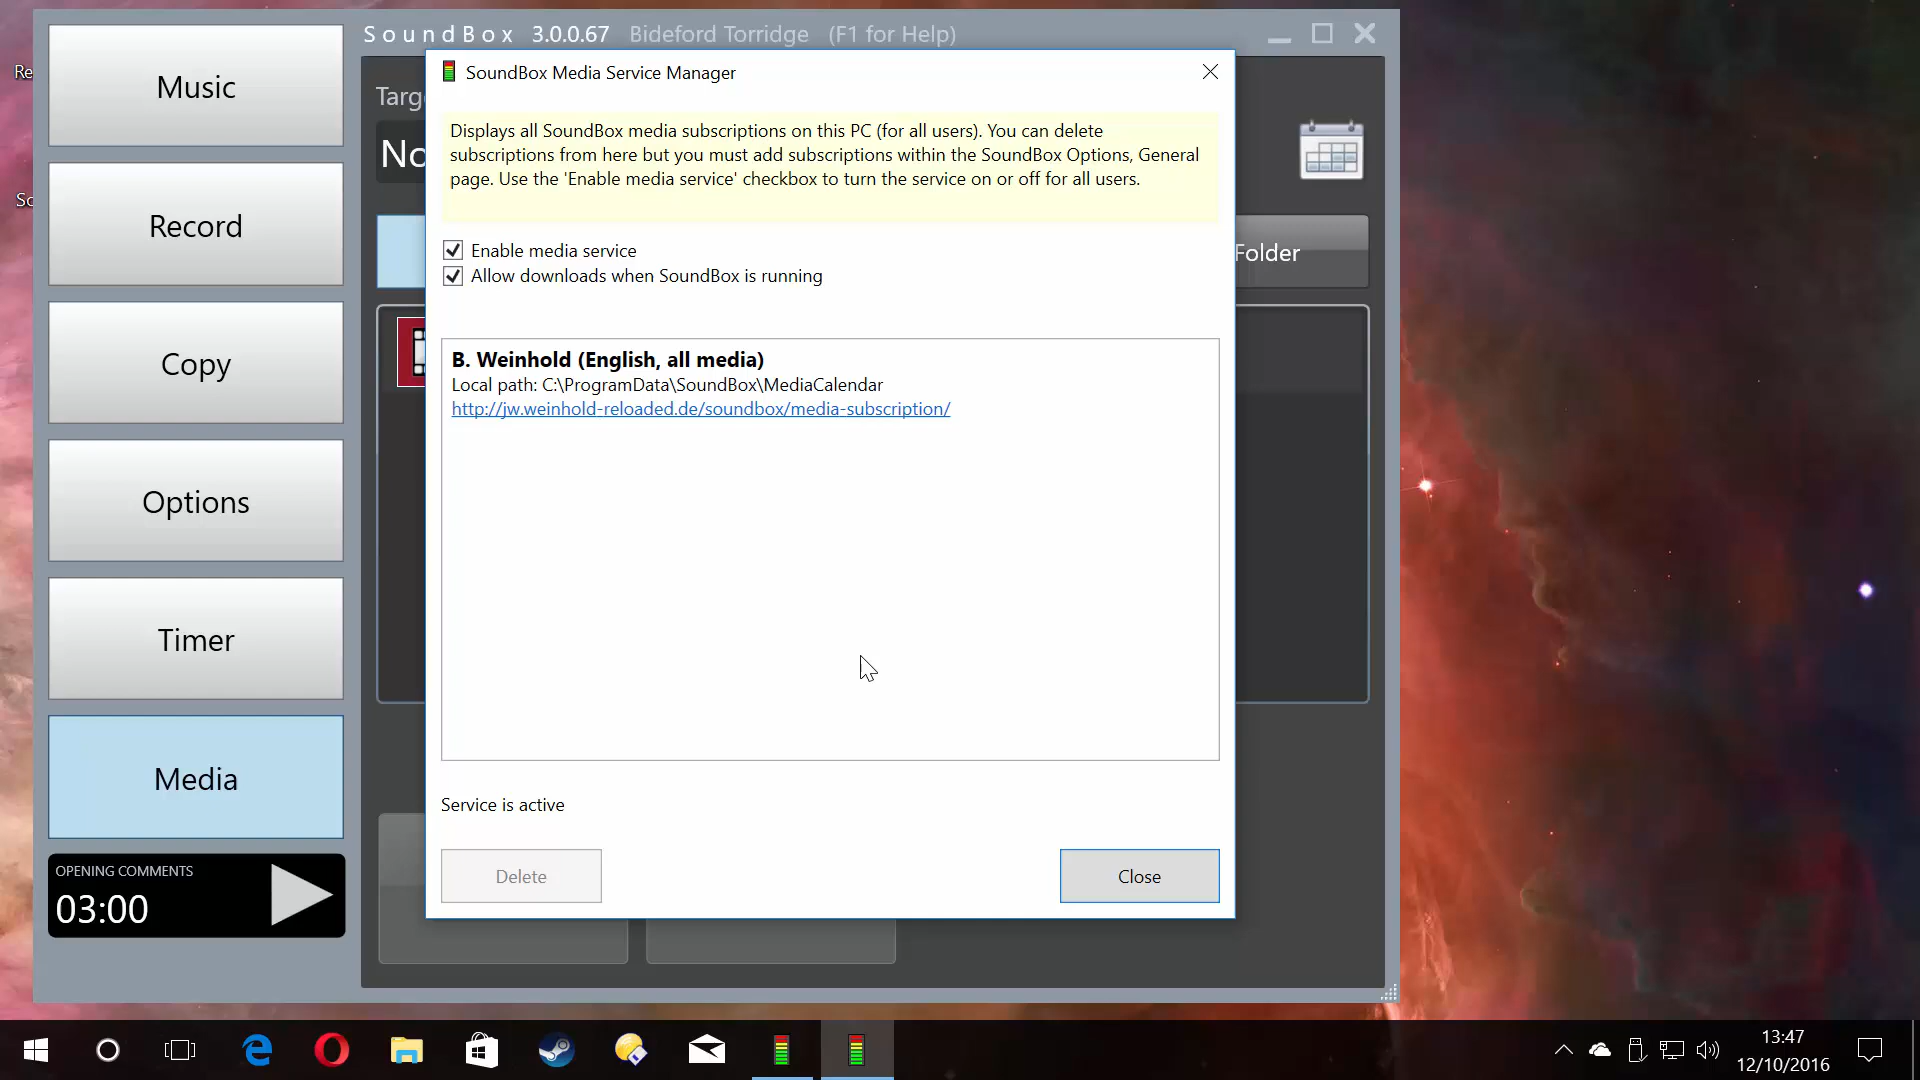 SoundBox 3.0.0.67 Bideford Torridge (F1 for Help)
Music
Record
Copy
Options
Timer
Media
OPENING COMMENTS
03:00
Re
So
Targ
No
Folder
SoundBox Media Service Manager
Displays all SoundBox media subscriptions on this PC (for all users). You can delete
subscriptions from here but you must add subscriptions within the SoundBox Options, General
page. Use the 'Enable media service' checkbox to turn the service on or off for all users.
Enable media service
Allow downloads when SoundBox is running
B. Weinhold (English, all media)
Local path: C:\ProgramData\SoundBox\MediaCalendar
http://jw.weinhold-reloaded.de/soundbox/media-subscription/
Service is active
Delete
Close
13:47
12/10/2016